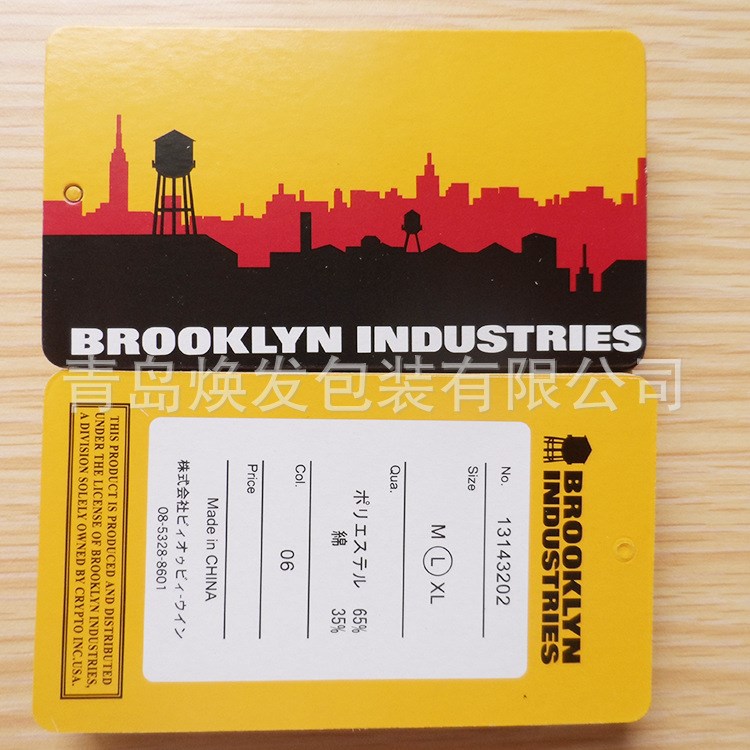 BROOKLYN INDUSTRIES
青岛焕发包装有限公司
BROOKLYN
INDUSTRIES
No. 13143202
Size M L XL
Qua. ポリエステル 65%
綿 35%
Col. 06
Price
Made in CHINA
株式会社ビィオゥビィ-ウイン
08-5328-8601
THIS PRODUCT IS PRODUCED AND DISTRIBUTED
UNDER THE LICENSE OF BROOKLYN INDUSTRIES,
A DIVISION SOLELY OWNED BY CRYPTO INC.USA.